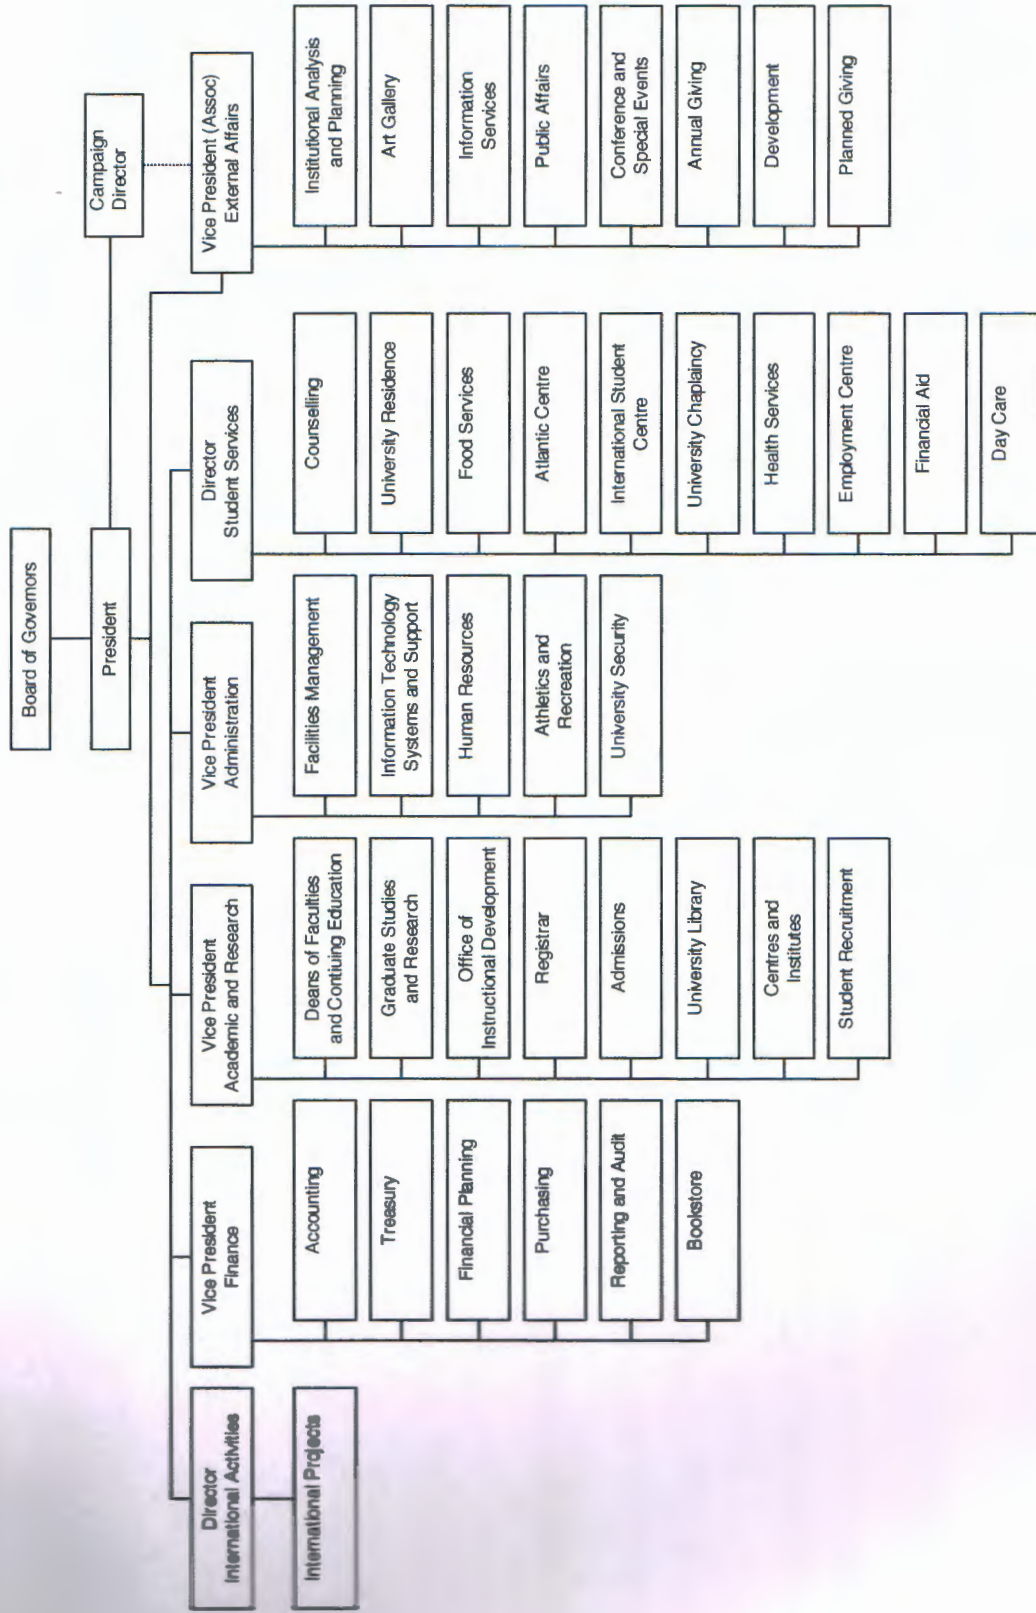 Board of Governors
President
Campaign
Director
Director
International Activities
International Projects
Vice President
Finance
Accounting
Treasury
Financial Planning
Purchasing
Reporting and Audit
Bookstore
Vice President
Academic and Research
Deans of Faculties
and Contiuing Education
Graduate Studies
and Research
Office of
Instructional Development
Registrar
Admissions
University Library
Centres and
Institutes
Student Recruitment
Vice President
Administration
Facilities Management
Information Technology
Systems and Support
Human Resources
Athletics and
Recreation
University Security
Director
Student Services
Counselling
University Residence
Food Services
Atlantic Centre
International Student
Centre
University Chaplaincy
Health Services
Employment Centre
Financial Aid
Day Care
Vice President (Assoc)
External Affairs
Institutional Analysis
and Planning
Art Gallery
Information
Services
Public Affairs
Conference and
Special Events
Annual Giving
Development
Planned Giving